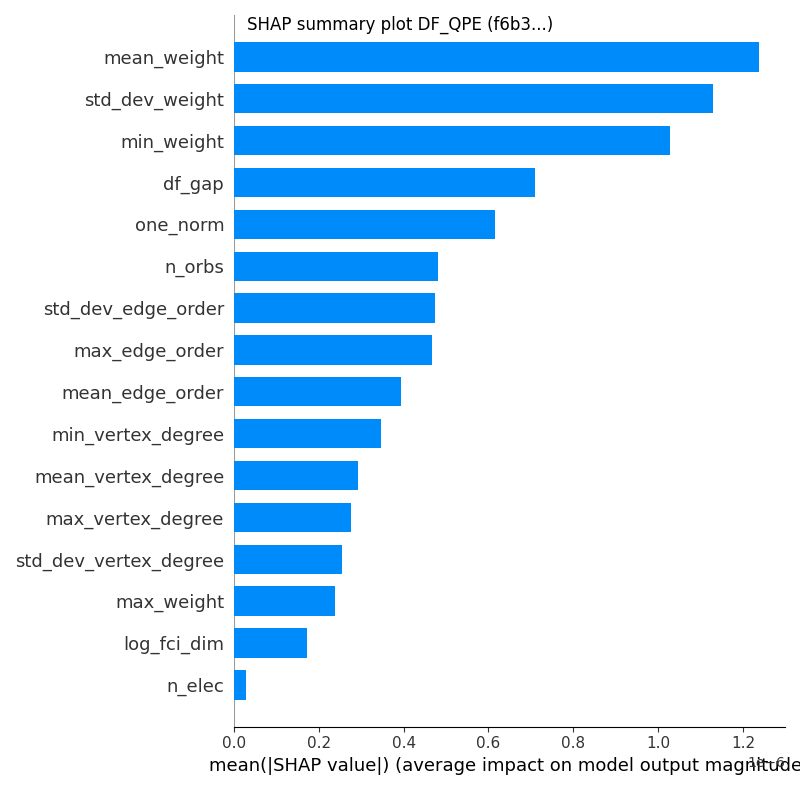 SHAP summary plot DF_QPE (f6b3...)
mean_weight
std_dev_weight
min_weight
df_gap
one_norm
n_orbs
std_dev_edge_order
max_edge_order
mean_edge_order
min_vertex_degree
mean_vertex_degree
max_vertex_degree
std_dev_vertex_degree
max_weight
log_fci_dim
n_elec
0.0 0.2 0.4 0.6 0.8 1.0 1.2
1e−6
mean(|SHAP value|) (average impact on model output magnitude